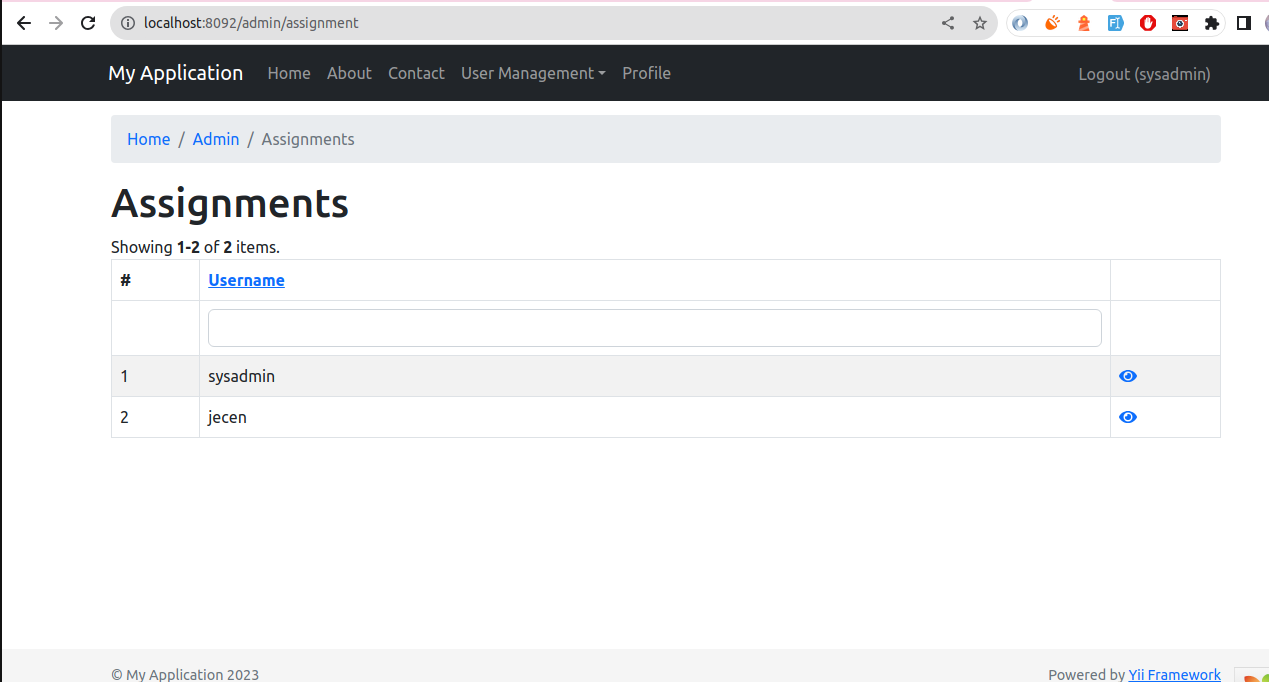 localhost:8092/admin/assignment
My Application Home About Contact User Management Profile Logout (sysadmin)
Home / Admin / Assignments
Assignments
Showing 1-2 of 2 items.
# Username
1 sysadmin
2 jecen
© My Application 2023 Powered by Yii Framework